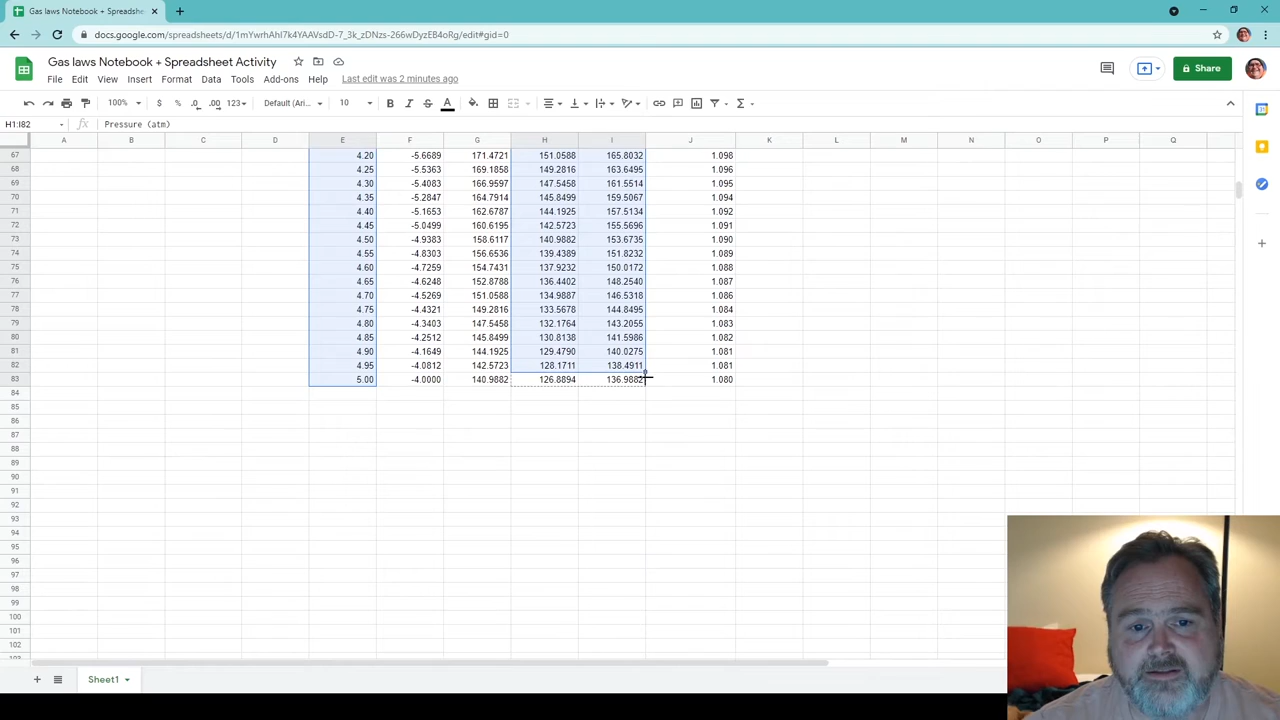 Gas laws Notebook + Spreadshe
docs.google.com/spreadsheets/d/1mYwrhAhI7k4YAAVsdD-7_3k_zDNzs-266wDyzEB4oRg/edit#gid=0
Gas laws Notebook + Spreadsheet Activity
File Edit View Insert Format Data Tools Add-ons Help Last edit was 2 minutes ago
Share
100% $ % .0 .00 123 Default (Ari... 10 B I S A
H1:I82 fx Pressure (atm)
A B C D E F G H I J K L M N O P Q
67 4.20 -5.6689 171.4721 151.0588 165.8032 1.098
68 4.25 -5.5363 169.1858 149.2816 163.6495 1.096
69 4.30 -5.4083 166.9597 147.5458 161.5514 1.095
70 4.35 -5.2847 164.7914 145.8499 159.5067 1.094
71 4.40 -5.1653 162.6787 144.1925 157.5134 1.092
72 4.45 -5.0499 160.6195 142.5723 155.5696 1.091
73 4.50 -4.9383 158.6117 140.9882 153.6735 1.090
74 4.55 -4.8303 156.6536 139.4389 151.8232 1.089
75 4.60 -4.7259 154.7431 137.9232 150.0172 1.088
76 4.65 -4.6248 152.8788 136.4402 148.2540 1.087
77 4.70 -4.5269 151.0588 134.9887 146.5318 1.086
78 4.75 -4.4321 149.2816 133.5678 144.8495 1.084
79 4.80 -4.3403 147.5458 132.1764 143.2055 1.083
80 4.85 -4.2512 145.8499 130.8138 141.5986 1.082
81 4.90 -4.1649 144.1925 129.4790 140.0275 1.081
82 4.95 -4.0812 142.5723 128.1711 138.4911 1.081
83 5.00 -4.0000 140.9882 126.8894 136.9882 1.080
84
85
86
87
88
89
90
91
92
93
94
95
96
97
98
99
100
101
102
Sheet1